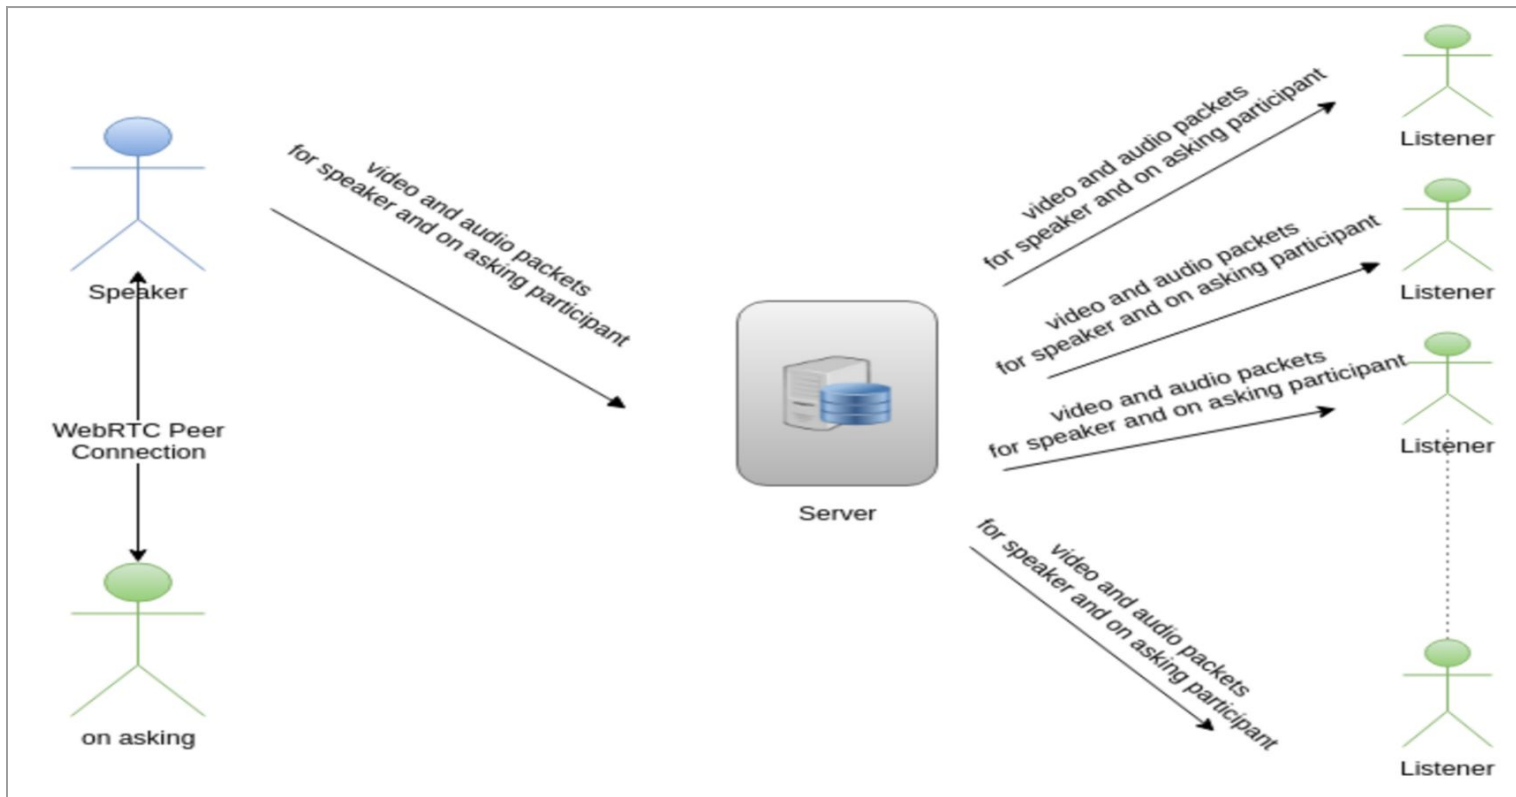 Speaker
WebRTC Peer
Connection
on asking
video and audio packets
for speaker and on asking participant
Server
video and audio packets
for speaker and on asking participant
video and audio packets
for speaker and on asking participant
video and audio packets
for speaker and on asking participant
video and audio packets
for speaker and on asking participant
Listener
Listener
Listener
Listener